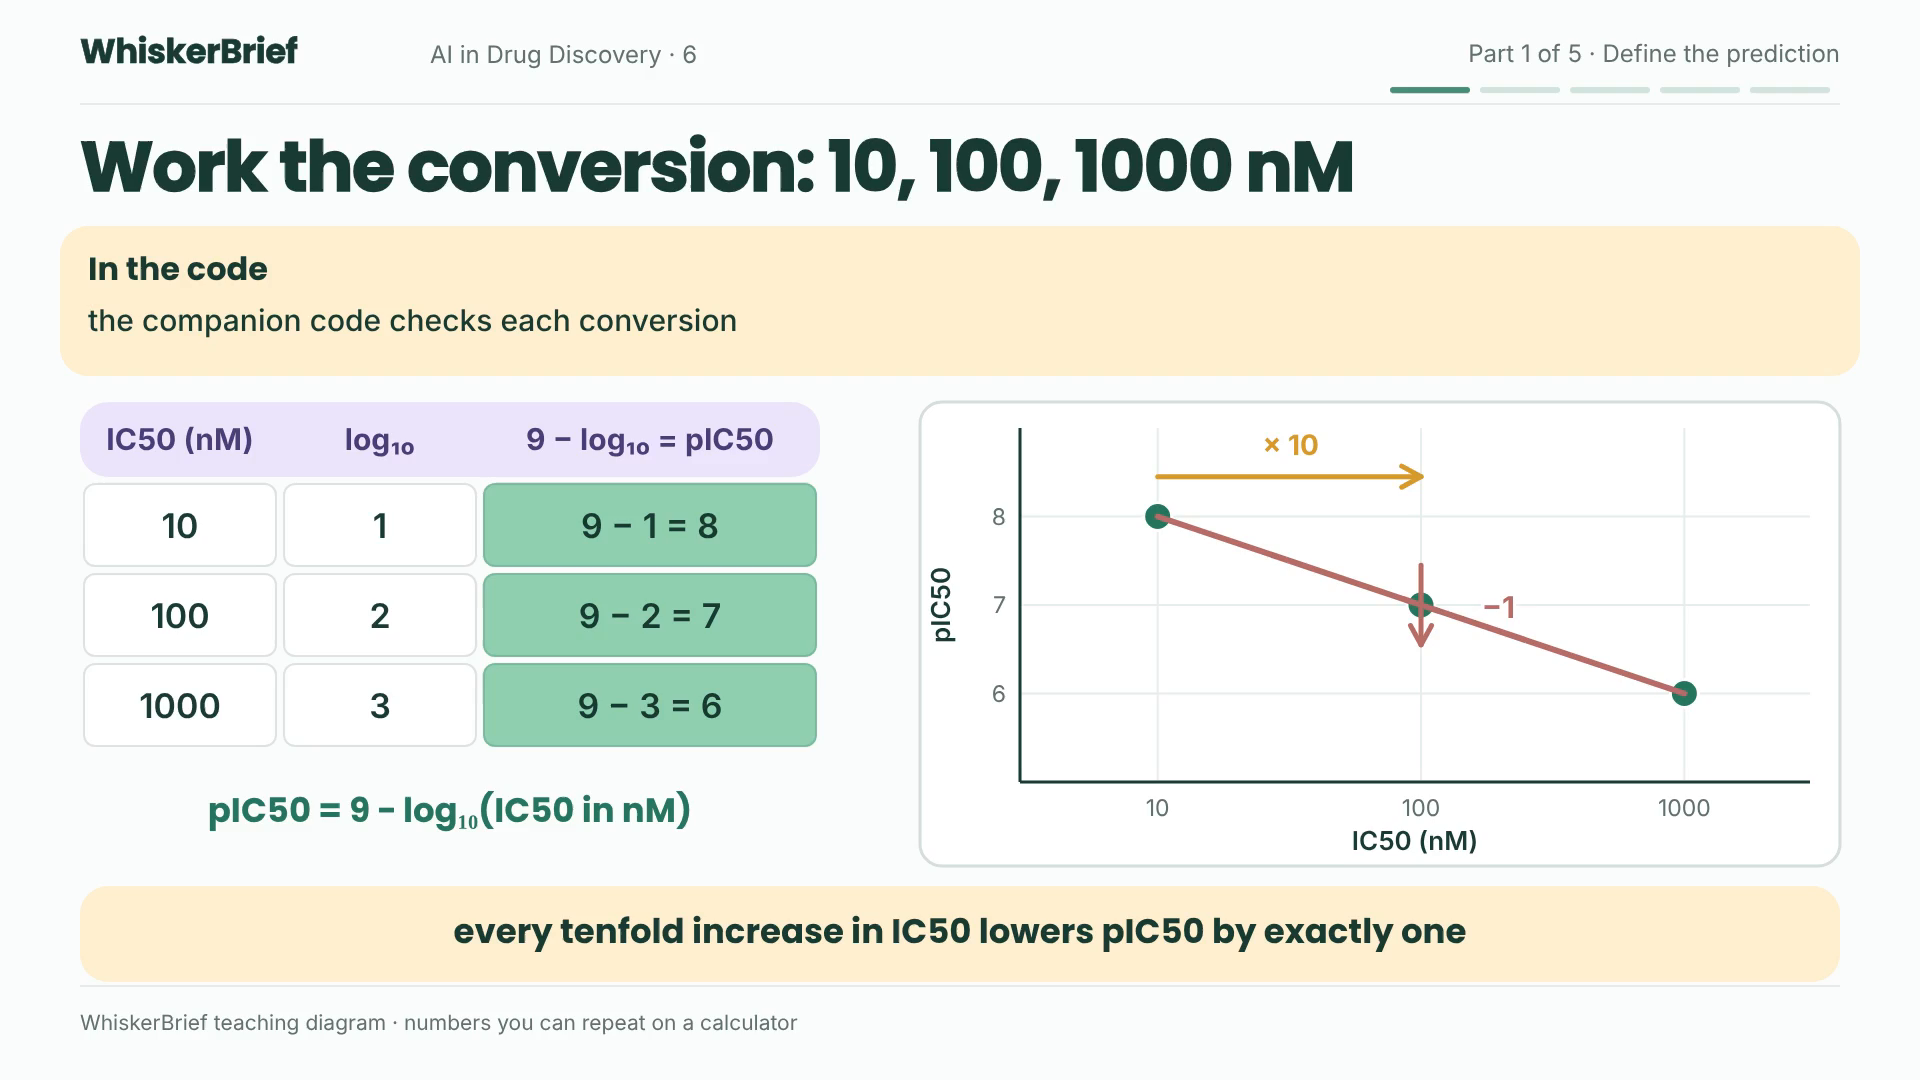 WhiskerBrief
AI in Drug Discovery · 6
Part 1 of 5 · Define the prediction
Work the conversion: 10, 100, 1000 nM
In the code
the companion code checks each conversion
IC50 (nM) log₁₀ 9 − log₁₀ = pIC50
10 1 9 − 1 = 8
100 2 9 − 2 = 7
1000 3 9 − 3 = 6
pIC50 = 9 − log₁₀(IC50 in nM)
× 10
8
7
6
−1
pIC50
10 100 1000
IC50 (nM)
every tenfold increase in IC50 lowers pIC50 by exactly one
WhiskerBrief teaching diagram · numbers you can repeat on a calculator